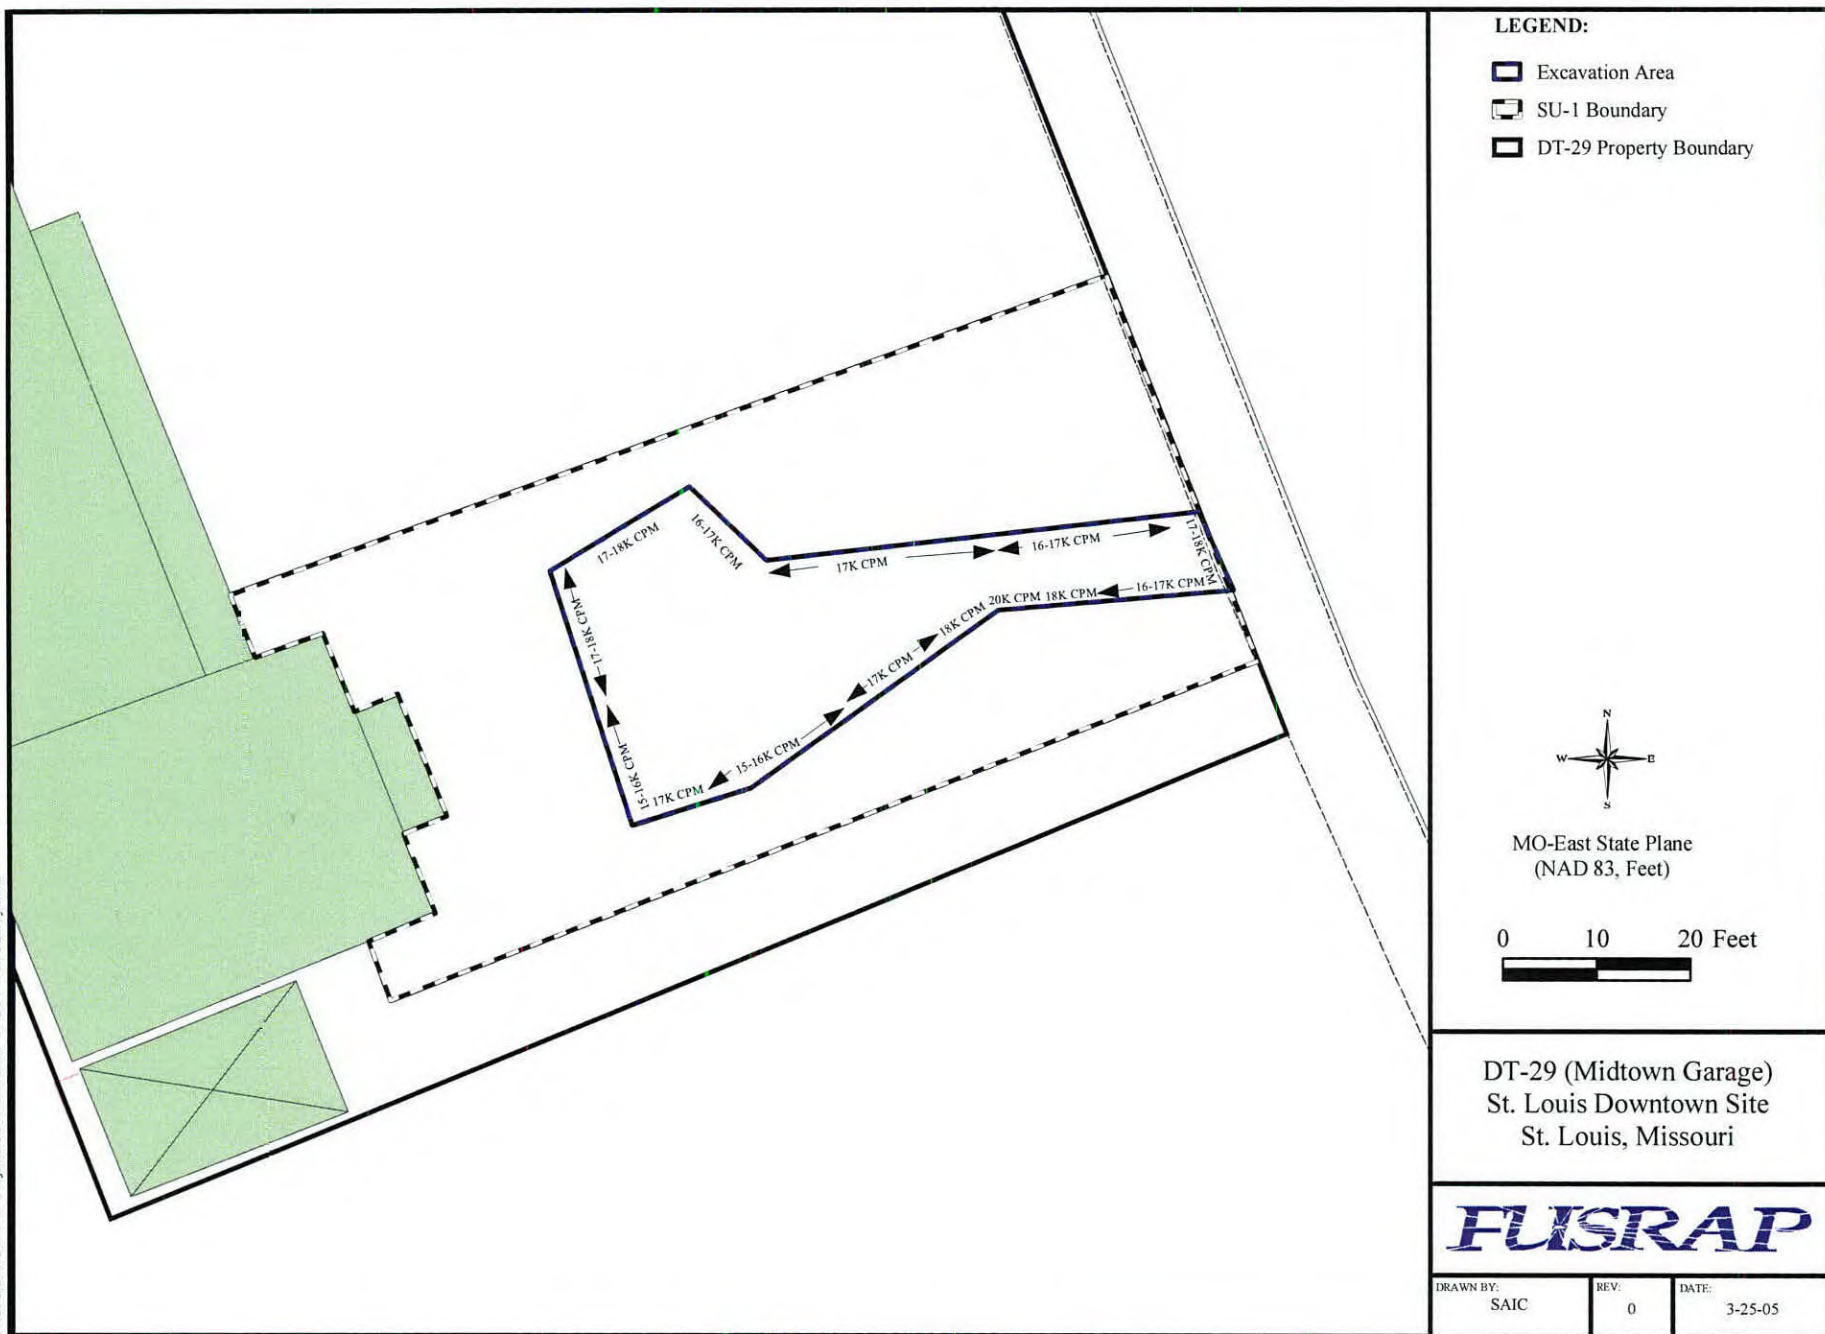 LEGEND:
Excavation Area
SU-1 Boundary
DT-29 Property Boundary
17-18K CPM
16-17K CPM
17K CPM
16-17K CPM
17-18K CPM
17-18K CPM
15-16K CPM
17K CPM
15-16K CPM
17K CPM
18K CPM
20K CPM
18K CPM
16-17K CPM
N
W
E
S
MO-East State Plane
(NAD 83, Feet)
0 10 20 Feet
DT-29 (Midtown Garage)
St. Louis Downtown Site
St. Louis, Missouri
FUSRAP
DRAWN BY:
SAIC
REV:
0
DATE:
3-25-05